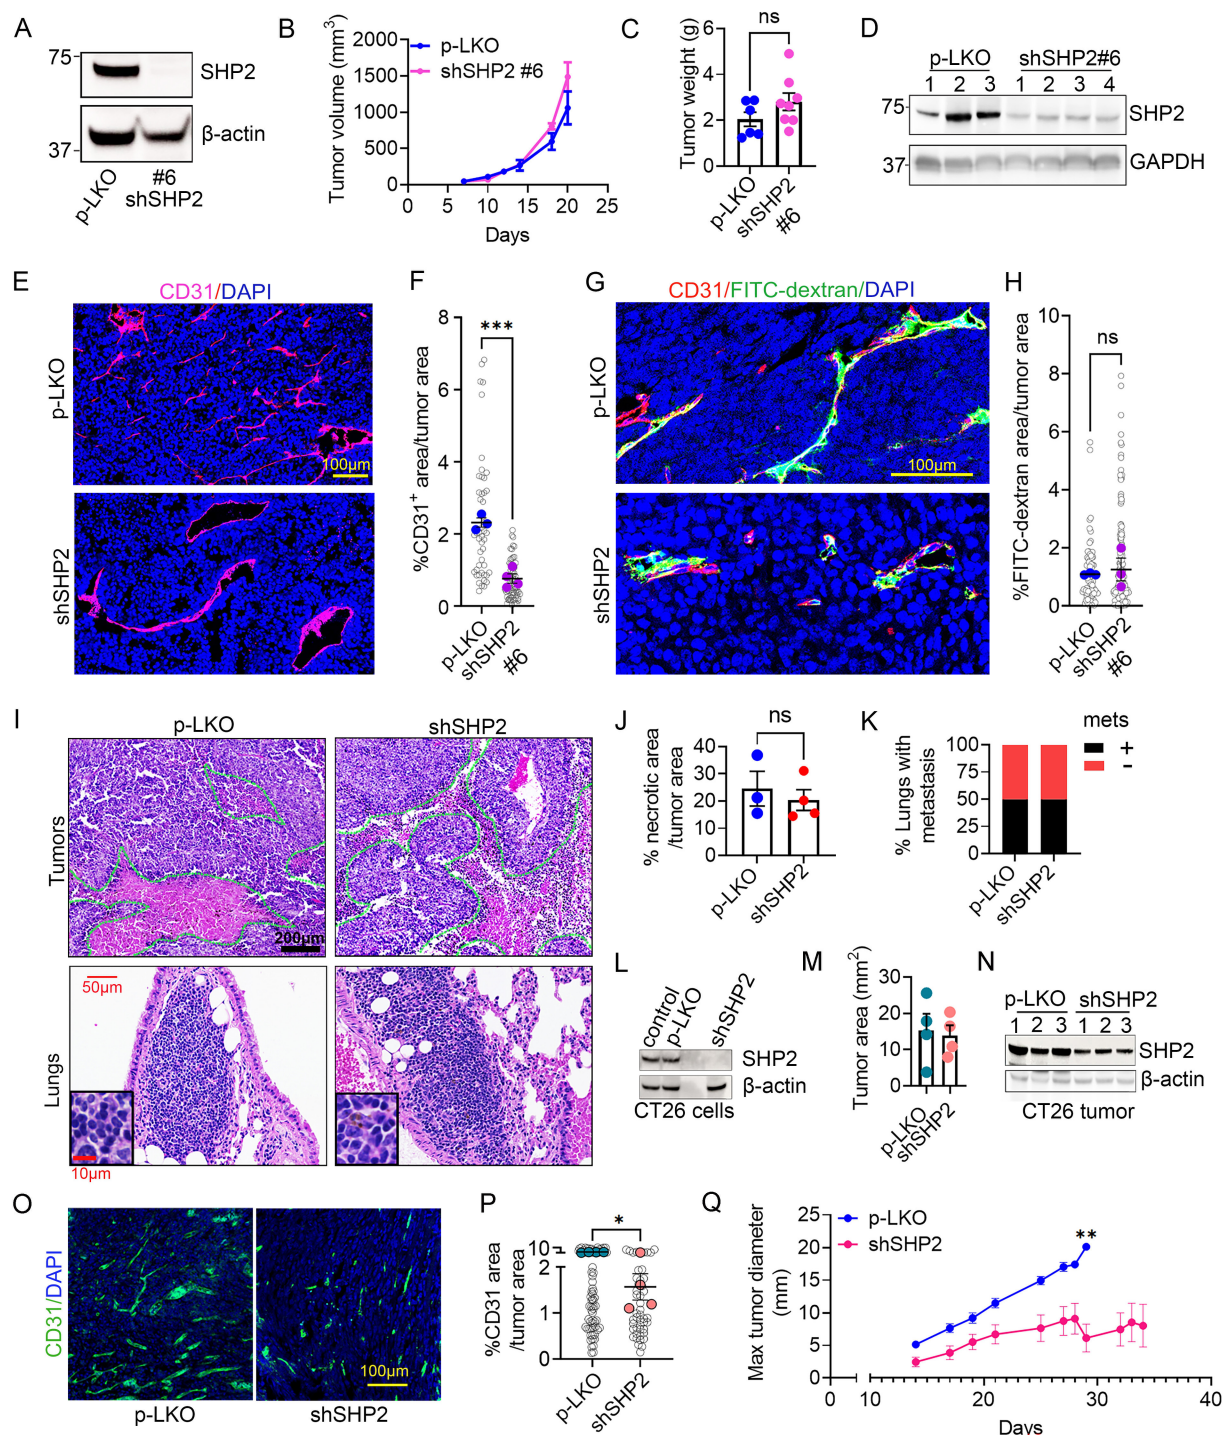 A
75
37
SHP2
β-actin
p-LKO
#6
shSHP2
B
Tumor volume (mm³)
2000
1500
1000
500
0
0 5 10 15 20 25
Days
p-LKO
shSHP2 #6
C
Tumor weight (g)
6
4
2
0
ns
p-LKO
shSHP2
#6
D
p-LKO shSHP2#6
1 2 3 1 2 3 4
75
37
SHP2
GAPDH
E
CD31/DAPI
p-LKO
100µm
shSHP2
F
%CD31⁺ area/tumor area
8
6
4
2
0
***
p-LKO
shSHP2
#6
G
CD31/FITC-dextran/DAPI
p-LKO
100µm
shSHP2
H
%FITC-dextran area/tumor area
10
8
6
4
2
0
ns
p-LKO
shSHP2
#6
I
p-LKO shSHP2
Tumors
200µm
Lungs
50µm
10µm
J
% necrotic area
/tumor area
40
30
20
10
0
ns
p-LKO
shSHP2
K
% Lungs with
metastasis
100
75
50
25
0
mets
+
−
p-LKO
shSHP2
L
control
p-LKO
shSHP2
SHP2
β-actin
CT26 cells
M
Tumor area (mm²)
30
20
10
0
p-LKO
shSHP2
N
p-LKO shSHP2
1 2 3 1 2 3
SHP2
β-actin
CT26 tumor
O
CD31/DAPI
100µm
p-LKO shSHP2
P
%CD31 area
/tumor area
10
2
1
0
*
p-LKO
shSHP2
Q
Max tumor diameter
(mm)
25
20
15
10
5
0
p-LKO
shSHP2
**
0 10 20 30 40
Days